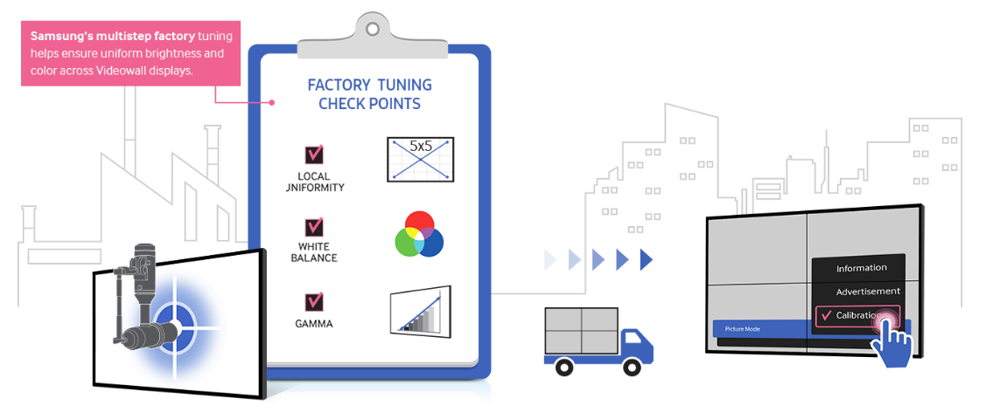 Samsung's multistep factory tuning
helps ensure uniform brightness and
color across Videowall displays.
FACTORY TUNING
CHECK POINTS
5x5
LOCAL
JNIFORMITY
WHITE
BALANCE
GAMMA
Information
Advertisement
Calibration
Picture Mode